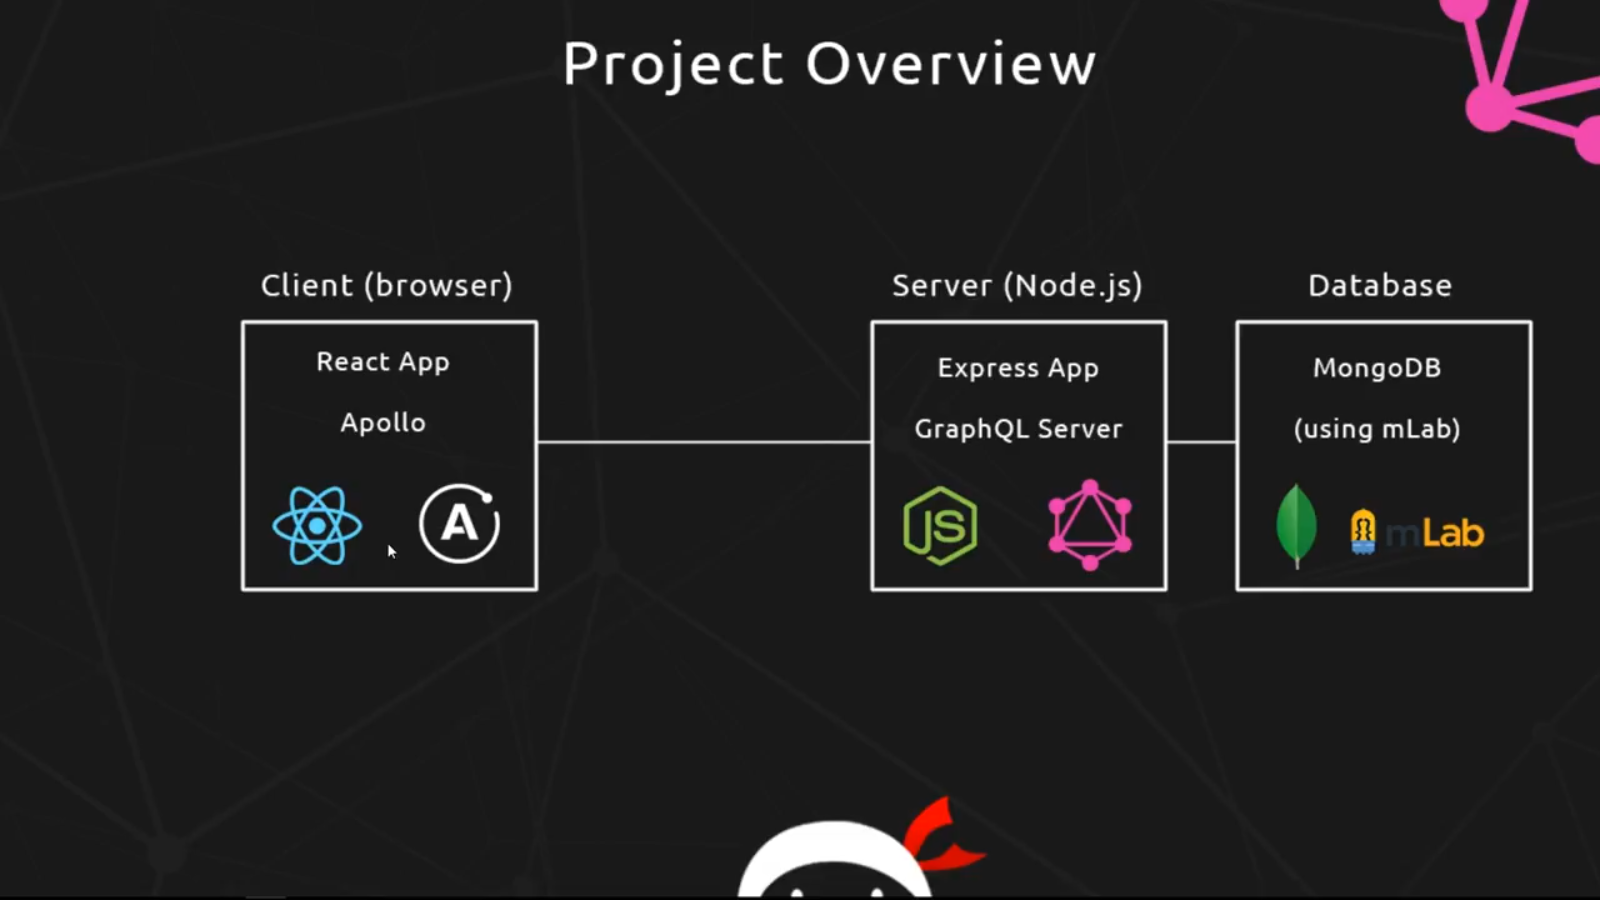 Project Overview
Client (browser)
React App
Apollo
A
Server (Node.js)
Express App
GraphQL Server
JS
Database
MongoDB
(using mLab)
mLab